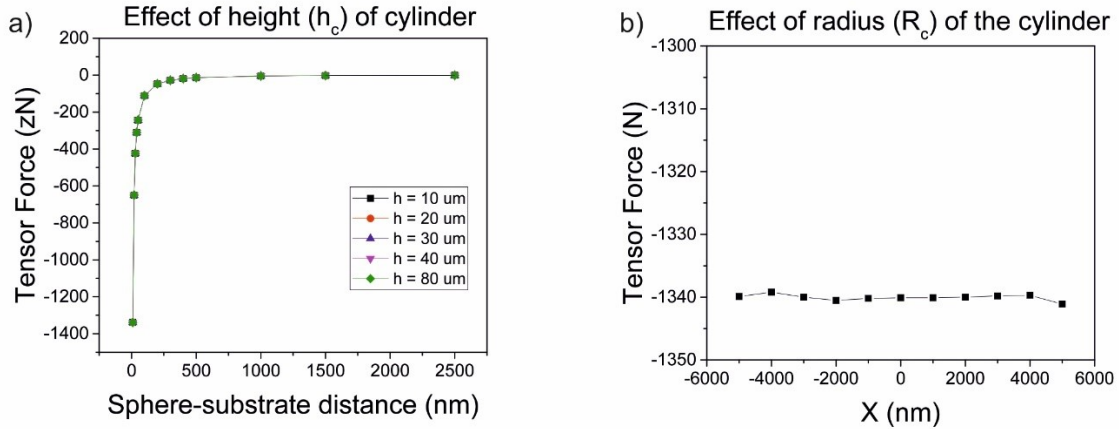 a)
Effect of height (h_c) of cylinder
200
0
-200
-400
-600
-800
-1000
-1200
-1400
Tensor Force (zN)
h = 10 um
h = 20 um
h = 30 um
h = 40 um
h = 80 um
0 500 1000 1500 2000 2500
Sphere-substrate distance (nm)
b)
Effect of radius (R_c) of the cylinder
-1300
-1310
-1320
-1330
-1340
-1350
Tensor Force (N)
-6000 -4000 -2000 0 2000 4000 6000
X (nm)